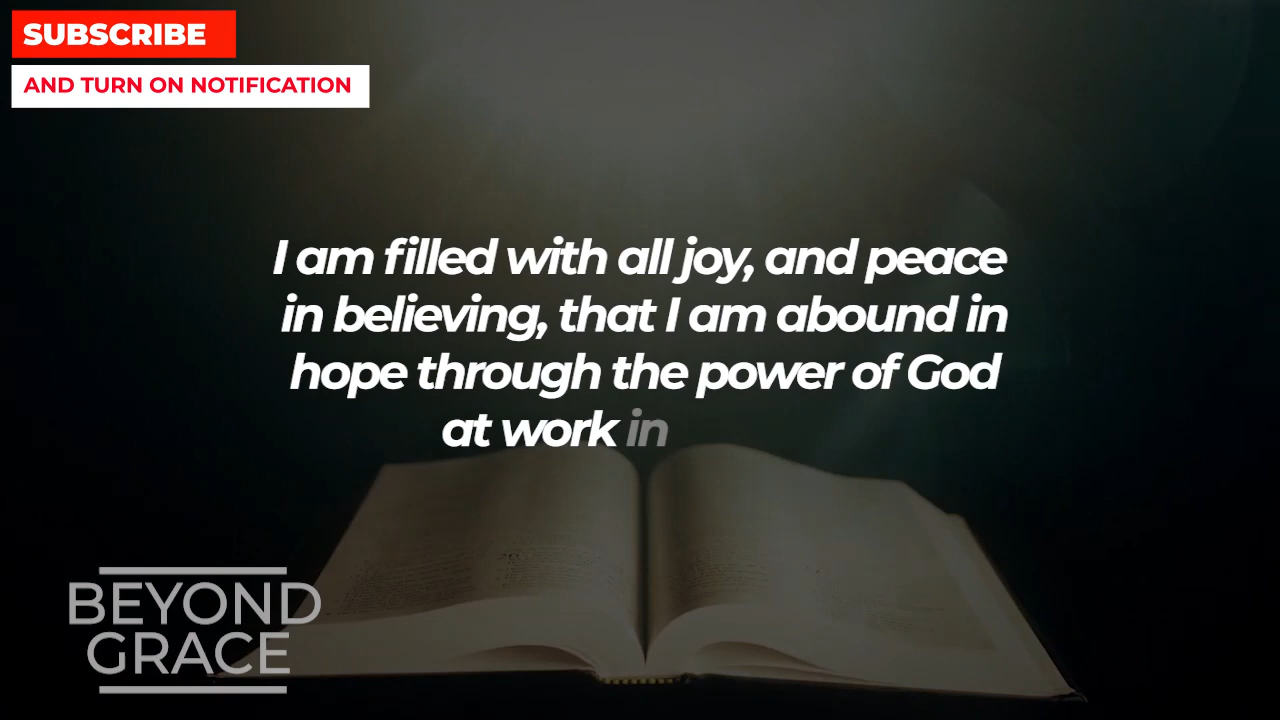 SUBSCRIBE
AND TURN ON NOTIFICATION
I am filled with all joy, and peace
in believing, that I am abound in
hope through the power of God
at work in
BEYOND
GRACE